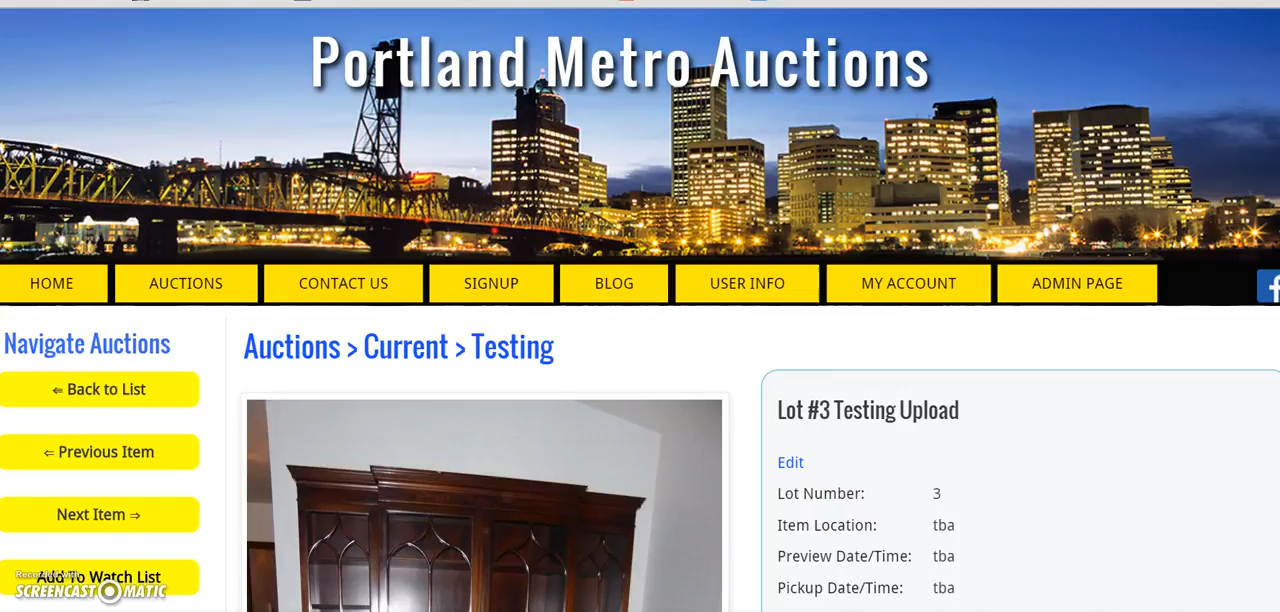 Portland Metro Auctions
HOME AUCTIONS CONTACT US SIGNUP BLOG USER INFO MY ACCOUNT ADMIN PAGE
Navigate Auctions
⇐ Back to List
⇐ Previous Item
Next Item ⇒
Add To Watch List
Recorded with
SCREENCAST-O-MATIC
Auctions > Current > Testing
Lot #3 Testing Upload
Edit
Lot Number: 3
Item Location: tba
Preview Date/Time: tba
Pickup Date/Time: tba